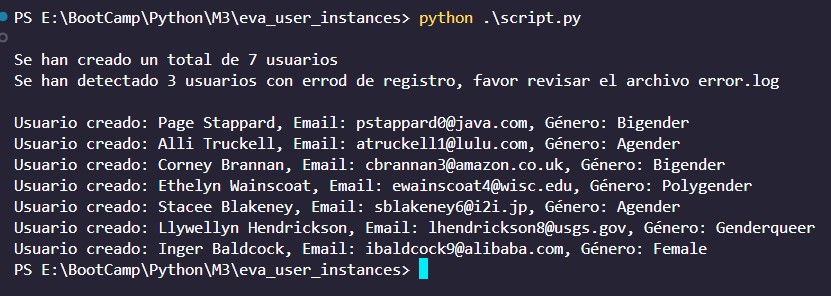 PS E:\BootCamp\Python\M3\eva_user_instances> python .\script.py
Se han creado un total de 7 usuarios
Se han detectado 3 usuarios con errod de registro, favor revisar el archivo error.log
Usuario creado: Page Stappard, Email: pstappard0@java.com, Género: Bigender
Usuario creado: Alli Truckell, Email: atruckell1@lulu.com, Género: Agender
Usuario creado: Corney Brannan, Email: cbrannan3@amazon.co.uk, Género: Bigender
Usuario creado: Ethelyn Wainscoat, Email: ewainscoat4@wisc.edu, Género: Polygender
Usuario creado: Stacee Blakeney, Email: sblakeney6@i2i.jp, Género: Agender
Usuario creado: Llywellyn Hendrickson, Email: lhendrickson8@usgs.gov, Género: Genderqueer
Usuario creado: Inger Baldcock, Email: ibaldcock9@alibaba.com, Género: Female
PS E:\BootCamp\Python\M3\eva_user_instances>